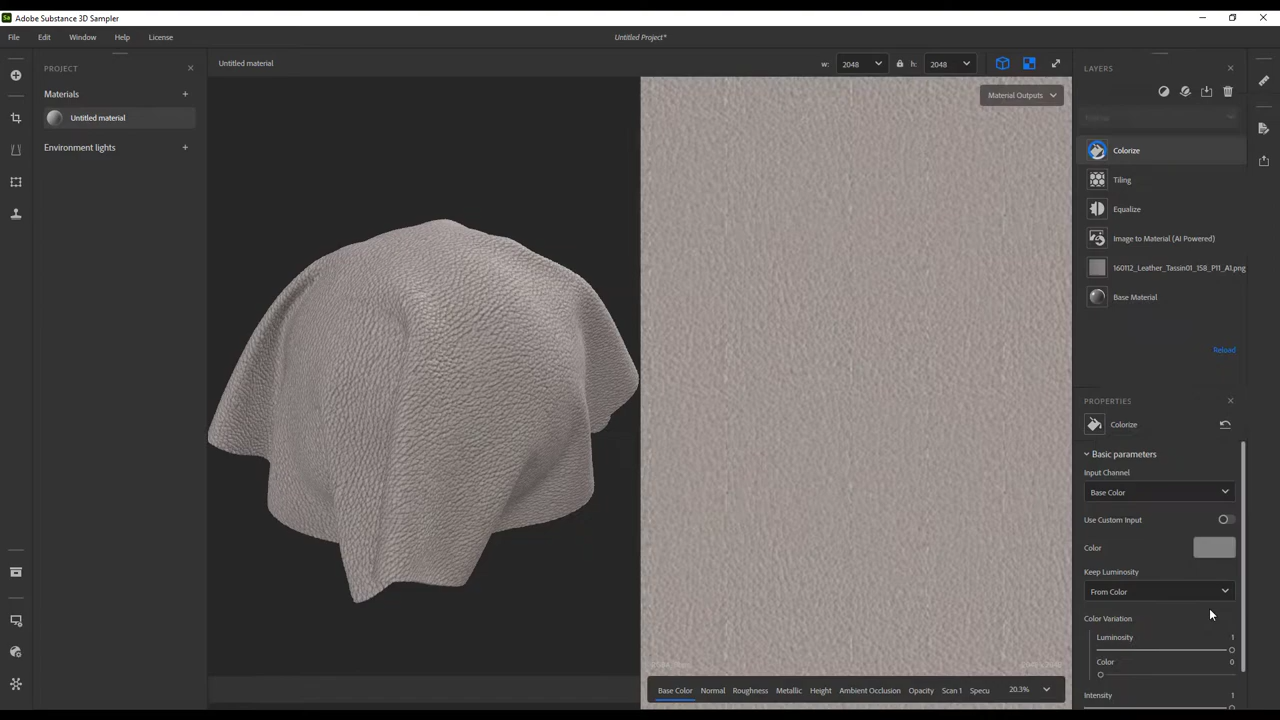 Sa Adobe Substance 3D Sampler
File Edit Window Help License
Untitled Project*
PROJECT
Materials
Untitled material
Environment lights
Untitled material
w: 2048 h: 2048
Material Outputs
Base Color Normal Roughness Metallic Height Ambient Occlusion Opacity Scan 1 Specu 20.3%
LAYERS
Colorize
Tiling
Equalize
Image to Material (AI Powered)
160112_Leather_Tassin01_158_P11_A1.png
Base Material
Reload
PROPERTIES
Colorize
Basic parameters
Input Channel
Base Color
Use Custom Input
Color
Keep Luminosity
From Color
Color Variation
Luminosity 1
Color 0
Intensity 1